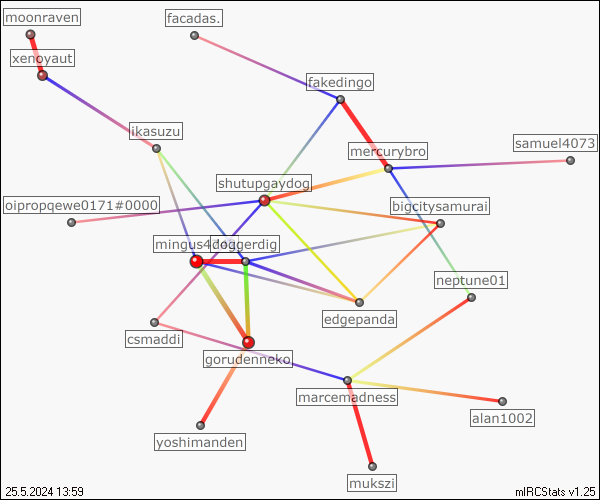 moonraven
facadas.
xenoyaut
fakedingo
ikasuzu
samuel4073
mercurybro
shutupgaydog
oipropqewe0171#0000
bigcitysamurai
doggerdig
neptune01
edgepanda
csmaddi
gorudenneko
marcemadness
alan1002
yoshimanden
mukszi
25.5.2024 13:59
mIRCStats v1.25